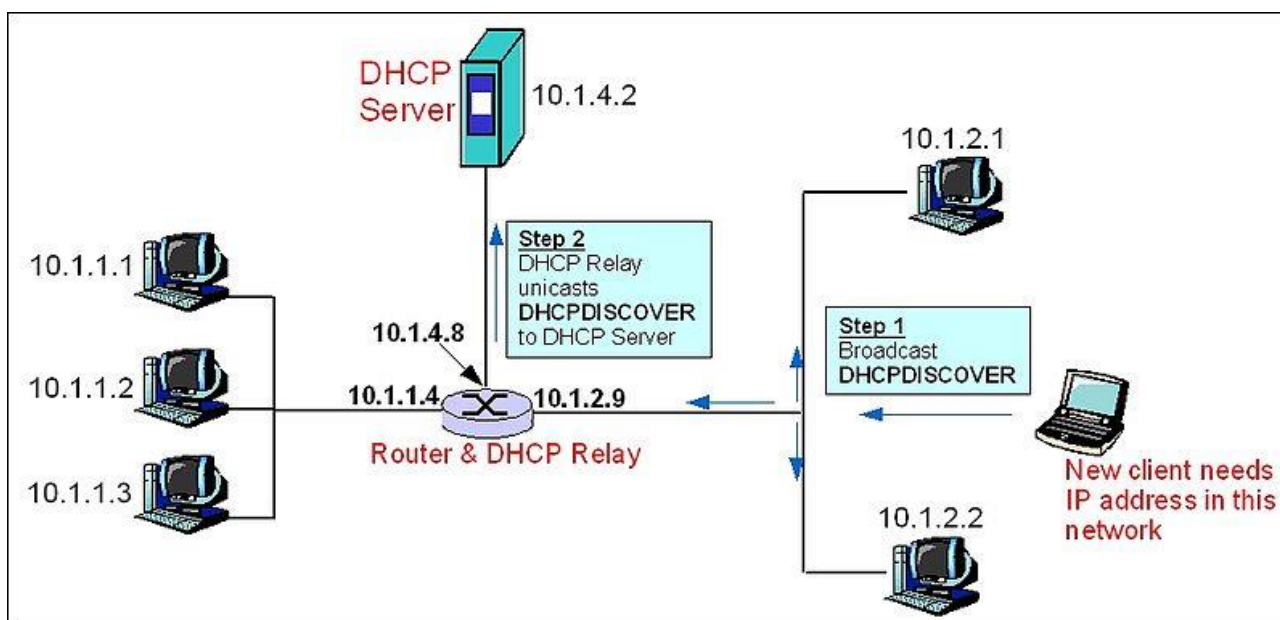 DHCP
Server
10.1.4.2
10.1.2.1
Step 2
DHCP Relay
unicasts
DHCPDISCOVER
to DHCP Server
10.1.1.1
10.1.4.8
Step 1
Broadcast
DHCPDISCOVER
10.1.1.2
10.1.1.4
10.1.2.9
Router & DHCP Relay
10.1.1.3
New client needs
IP address in this
network
10.1.2.2